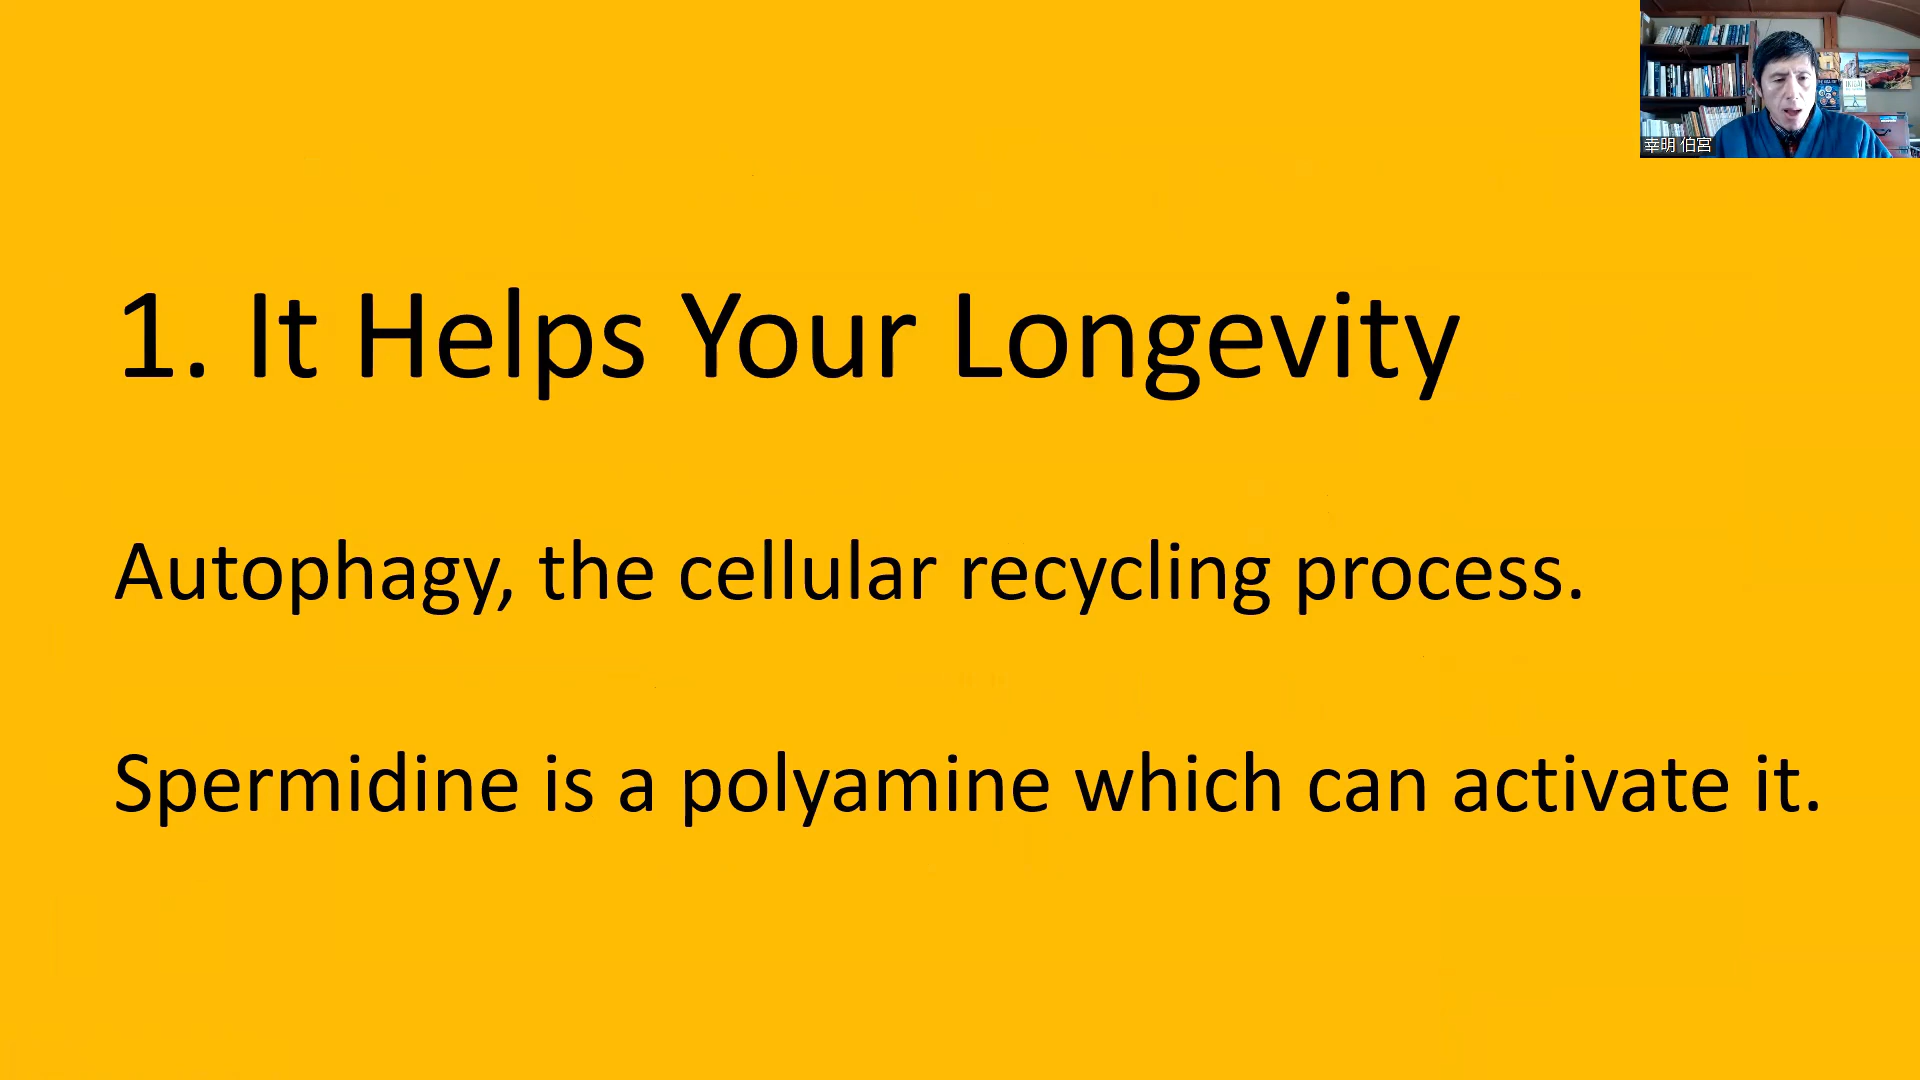 1. It Helps Your Longevity
Autophagy, the cellular recycling process.
Spermidine is a polyamine which can activate it.
幸明 伯宮